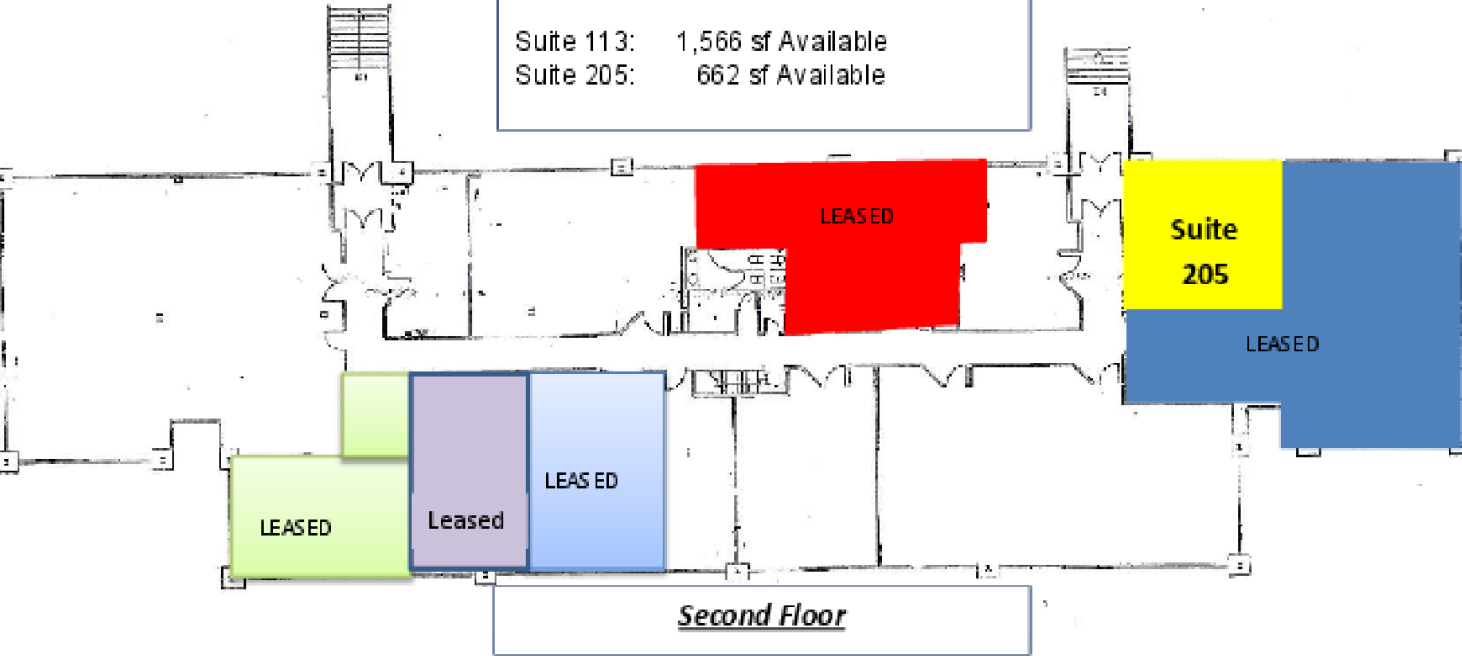 Suite 113: 1,566 sf Available
Suite 205: 662 sf Available
LEASED
Suite
205
LEASED
LEASED
Leased
LEASED
Second Floor